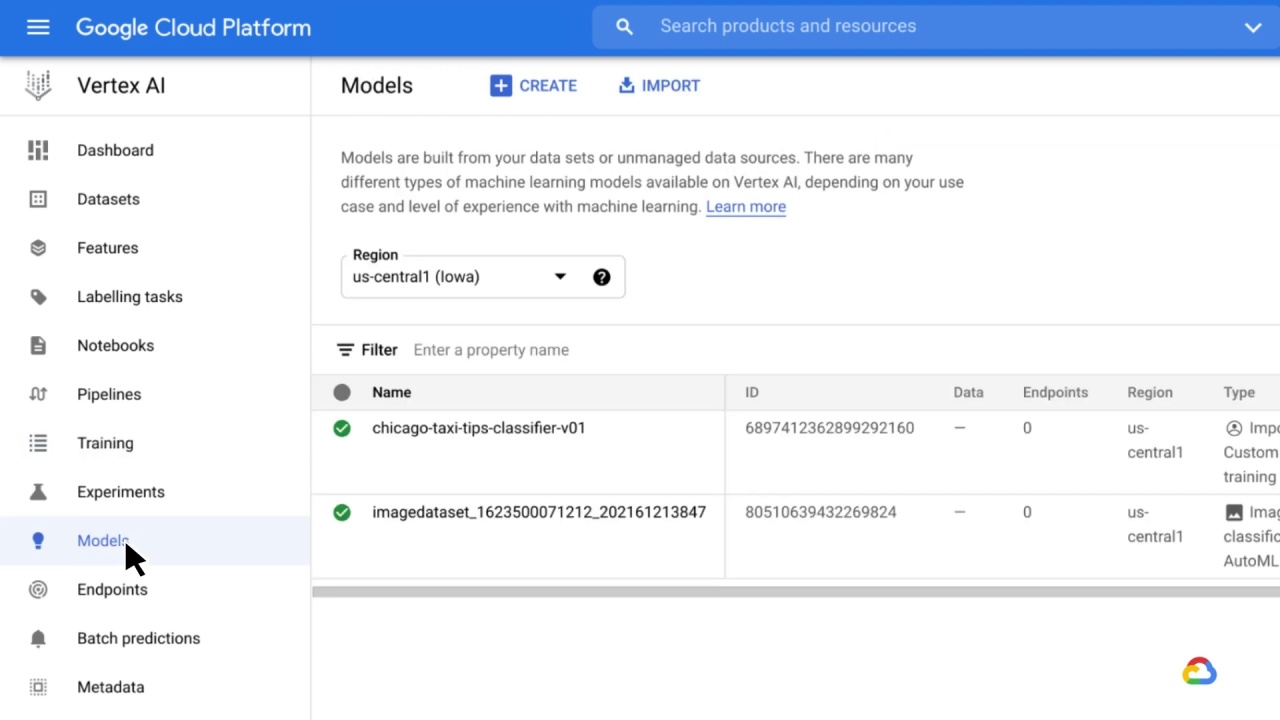 Google Cloud Platform
Search products and resources
Vertex AI
Models
CREATE
IMPORT
Dashboard
Datasets
Features
Labelling tasks
Notebooks
Pipelines
Training
Experiments
Models
Endpoints
Batch predictions
Metadata
Models are built from your data sets or unmanaged data sources. There are many
different types of machine learning models available on Vertex AI, depending on your use
case and level of experience with machine learning. Learn more
Region
us-central1 (Iowa)
Filter Enter a property name
Name ID Data Endpoints Region Type
chicago-taxi-tips-classifier-v01 6897412362899292160 — 0 us- Impo
central1 Custom
training
imagedataset_1623500071212_202161213847 80510639432269824 — 0 us- Imag
central1 classific
AutoML